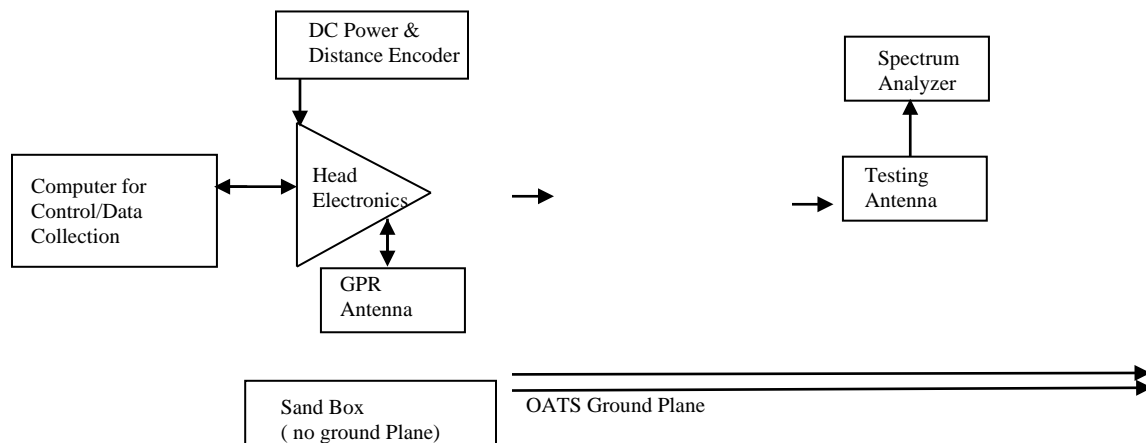 DC Power &
Distance Encoder
Spectrum
Analyzer
Computer for
Control/Data
Collection
Head
Electronics
Testing
Antenna
GPR
Antenna
Sand Box
( no ground Plane)
OATS Ground Plane